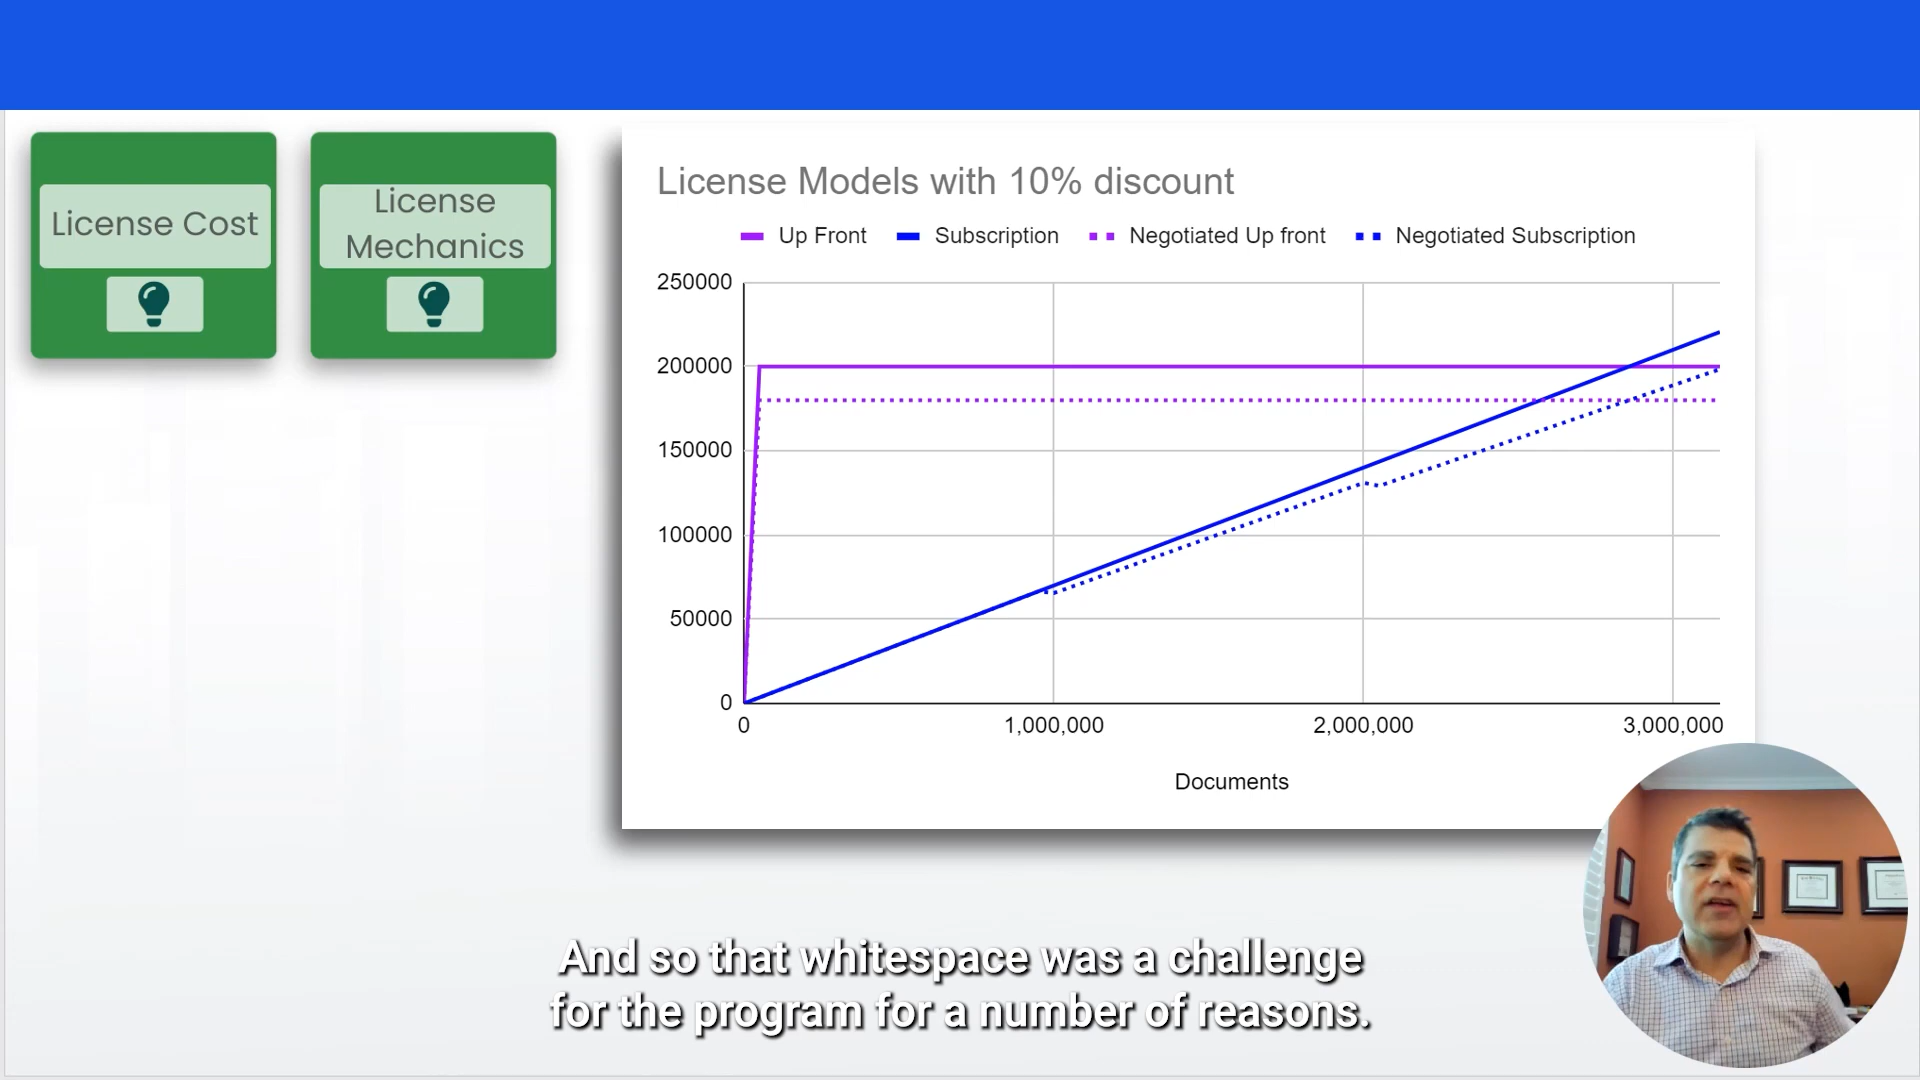 License Cost
License
Mechanics
License Models with 10% discount
Up Front Subscription Negotiated Up front Negotiated Subscription
250000
200000
150000
100000
50000
0
0 1,000,000 2,000,000 3,000,000
Documents
And so that whitespace was a challenge
for the program for a number of reasons.